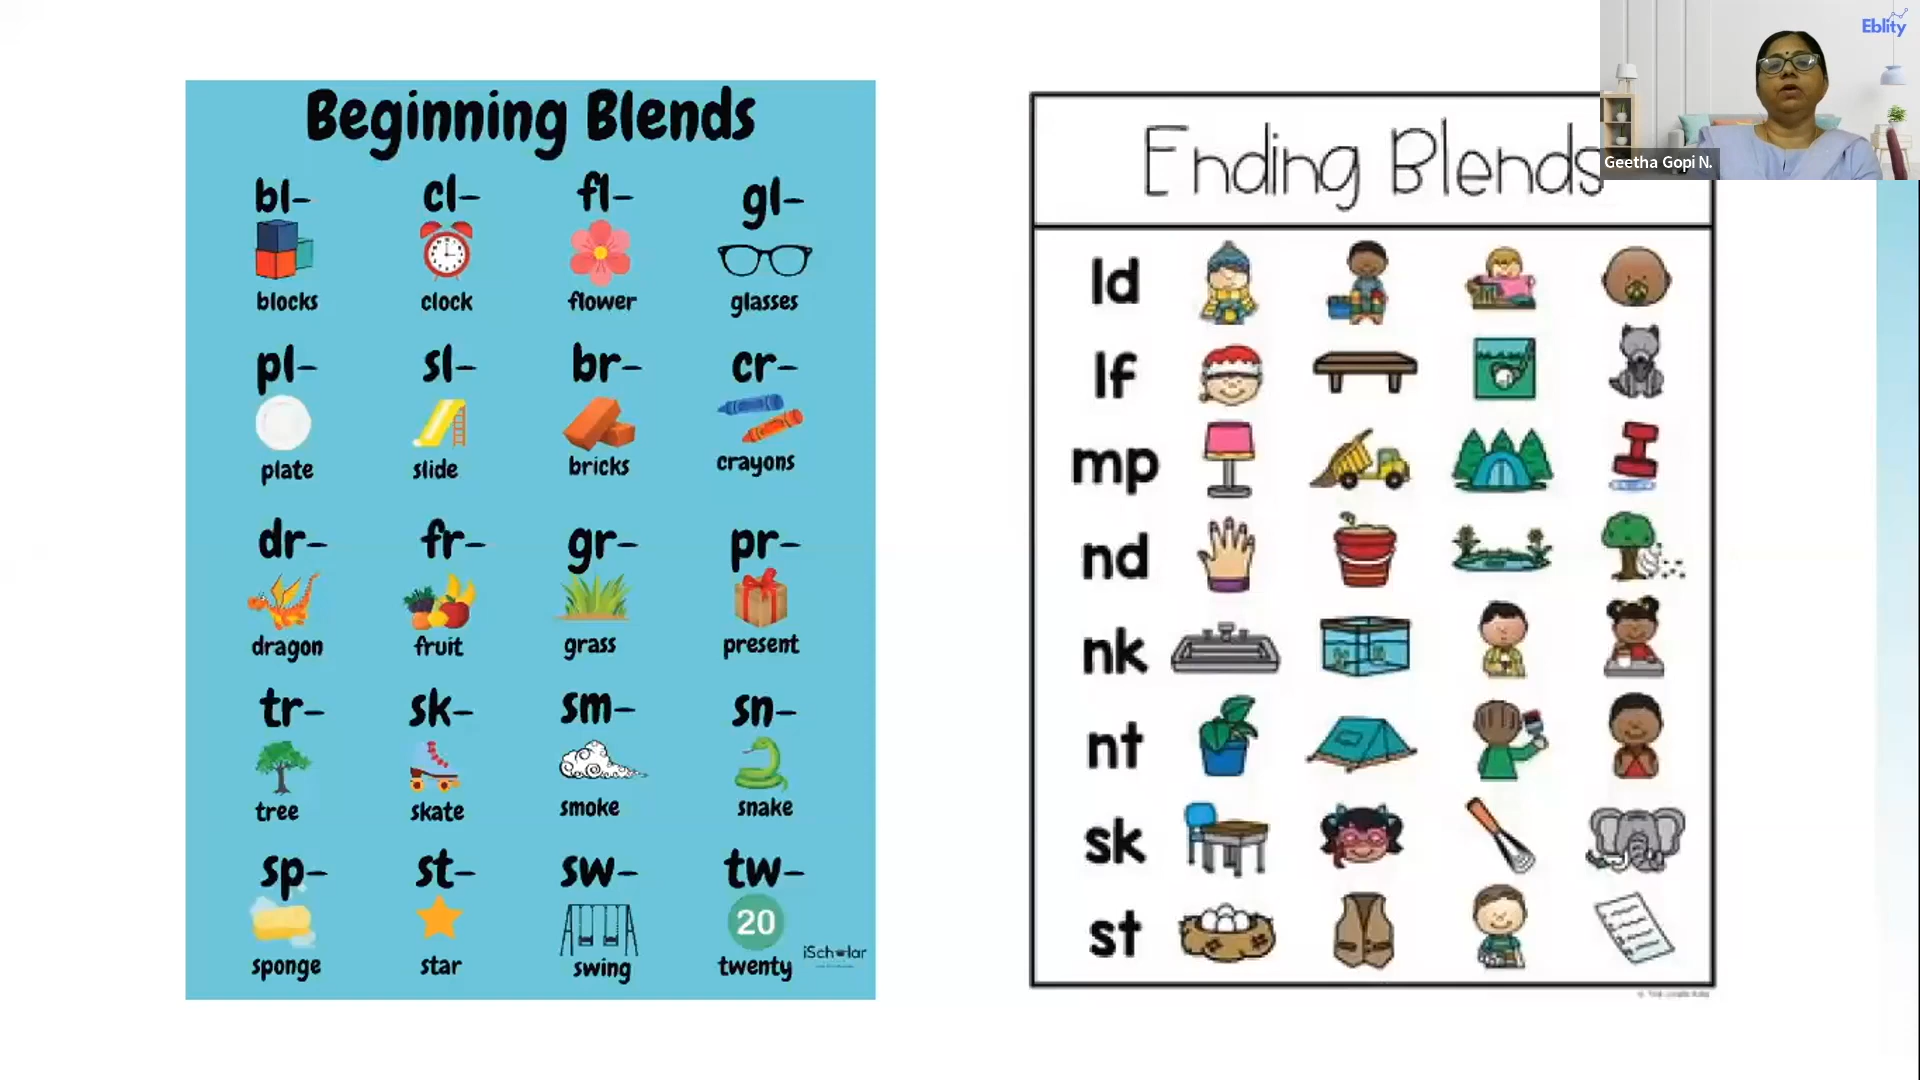 Beginning Blends
bl- cl- fl- gl-
blocks clock flower glasses
pl- sl- br- cr-
plate slide bricks crayons
dr- fr- gr- pr-
dragon fruit grass present
tr- sk- sm- sn-
tree skate smoke snake
sp- st- sw- tw-
20
sponge star swing twenty
iScholar
Ending Blends
ld
lf
mp
nd
nk
nt
sk
st
Eblity
Geetha Gopi N.